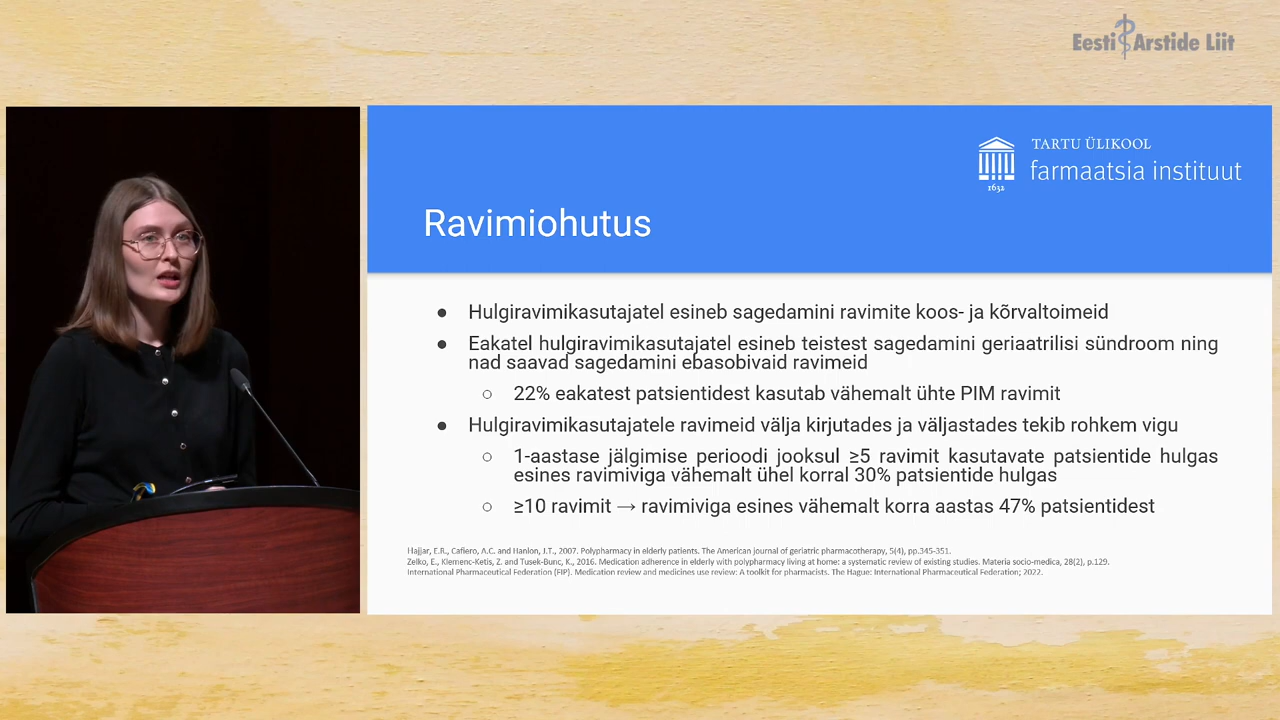 Eesti Arstide Liit
TARTU ÜLIKOOL
farmaatsia instituut
1632
Ravimiohutus
● Hulgiravimikasutajatel esineb sagedamini ravimite koos- ja kõrvaltoimeid
● Eakatel hulgiravimikasutajatel esineb teistest sagedamini geriaatrilisi sündroom ning
nad saavad sagedamini ebasobivaid ravimeid
○ 22% eakatest patsientidest kasutab vähemalt ühte PIM ravimit
● Hulgiravimikasutajatele ravimeid välja kirjutades ja väljastades tekib rohkem vigu
○ 1-aastase jälgimise perioodi jooksul ≥5 ravimit kasutavate patsientide hulgas
esines ravimiviga vähemalt ühel korral 30% patsientide hulgas
○ ≥10 ravimit → ravimiviga esines vähemalt korra aastas 47% patsientidest
Hajjar, E.R., Cafiero, A.C. and Hanlon, J.T., 2007. Polypharmacy in elderly patients. The American journal of geriatric pharmacotherapy, 5(4), pp.345-351.
Zelko, E., Klemenc-Ketis, Z. and Tusek-Bunc, K., 2016. Medication adherence in elderly with polypharmacy living at home: a systematic review of existing studies. Materia socio-medica, 28(2), p.129.
International Pharmaceutical Federation (FIP). Medication review and medicines use review: A toolkit for pharmacists. The Hague: International Pharmaceutical Federation; 2022.